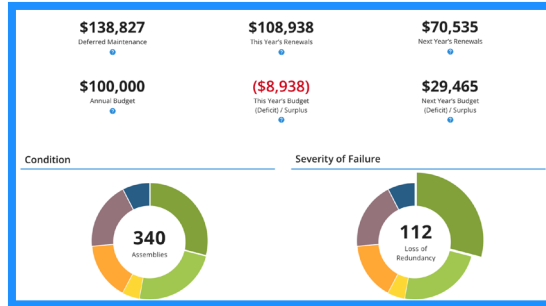 $138,827
Deferred Maintenance
?
$108,938
This Year's Renewals
?
$70,535
Next Year's Renewals
?
$100,000
Annual Budget
?
($8,938)
This Year's Budget
(Deficit) / Surplus
?
$29,465
Next Year's Budget
(Deficit) / Surplus
?
Condition
340
Assemblies
Severity of Failure
112
Loss of
Redundancy